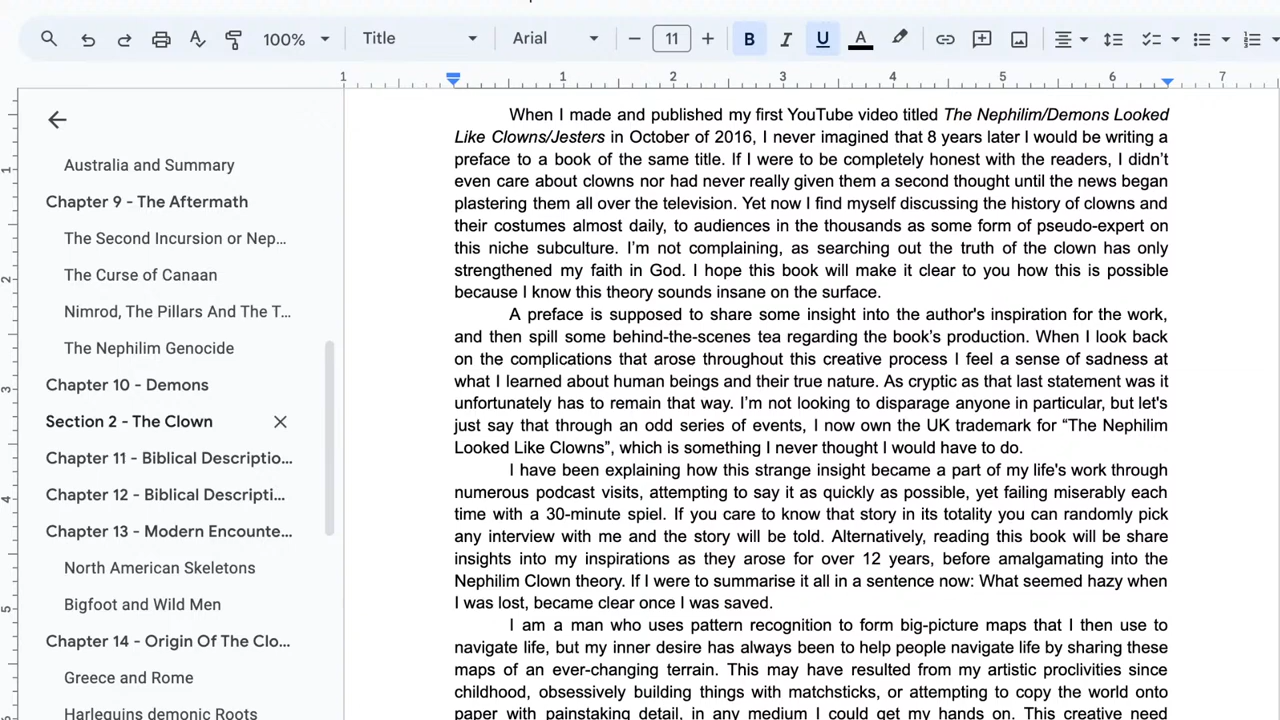 100% Title Arial 11 B I U A
1 1 2 3 4 5 6 7
Australia and Summary
Chapter 9 - The Aftermath
The Second Incursion or Nep...
The Curse of Canaan
Nimrod, The Pillars And The T...
The Nephilim Genocide
Chapter 10 - Demons
Section 2 - The Clown
Chapter 11 - Biblical Descriptio...
Chapter 12 - Biblical Descripti...
Chapter 13 - Modern Encounte...
North American Skeletons
Bigfoot and Wild Men
Chapter 14 - Origin Of The Clo...
Greece and Rome
Harlequins demonic Roots
1
2
3
4
5
When I made and published my first YouTube video titled The Nephilim/Demons Looked
Like Clowns/Jesters in October of 2016, I never imagined that 8 years later I would be writing a
preface to a book of the same title. If I were to be completely honest with the readers, I didn't
even care about clowns nor had never really given them a second thought until the news began
plastering them all over the television. Yet now I find myself discussing the history of clowns and
their costumes almost daily, to audiences in the thousands as some form of pseudo-expert on
this niche subculture. I'm not complaining, as searching out the truth of the clown has only
strengthened my faith in God. I hope this book will make it clear to you how this is possible
because I know this theory sounds insane on the surface.
A preface is supposed to share some insight into the author's inspiration for the work,
and then spill some behind-the-scenes tea regarding the book's production. When I look back
on the complications that arose throughout this creative process I feel a sense of sadness at
what I learned about human beings and their true nature. As cryptic as that last statement was it
unfortunately has to remain that way. I'm not looking to disparage anyone in particular, but let's
just say that through an odd series of events, I now own the UK trademark for "The Nephilim
Looked Like Clowns", which is something I never thought I would have to do.
I have been explaining how this strange insight became a part of my life's work through
numerous podcast visits, attempting to say it as quickly as possible, yet failing miserably each
time with a 30-minute spiel. If you care to know that story in its totality you can randomly pick
any interview with me and the story will be told. Alternatively, reading this book will be share
insights into my inspirations as they arose for over 12 years, before amalgamating into the
Nephilim Clown theory. If I were to summarise it all in a sentence now: What seemed hazy when
I was lost, became clear once I was saved.
I am a man who uses pattern recognition to form big-picture maps that I then use to
navigate life, but my inner desire has always been to help people navigate life by sharing these
maps of an ever-changing terrain. This may have resulted from my artistic proclivities since
childhood, obsessively building things with matchsticks, or attempting to copy the world onto
paper with painstaking detail, in any medium I could get my hands on. This creative need